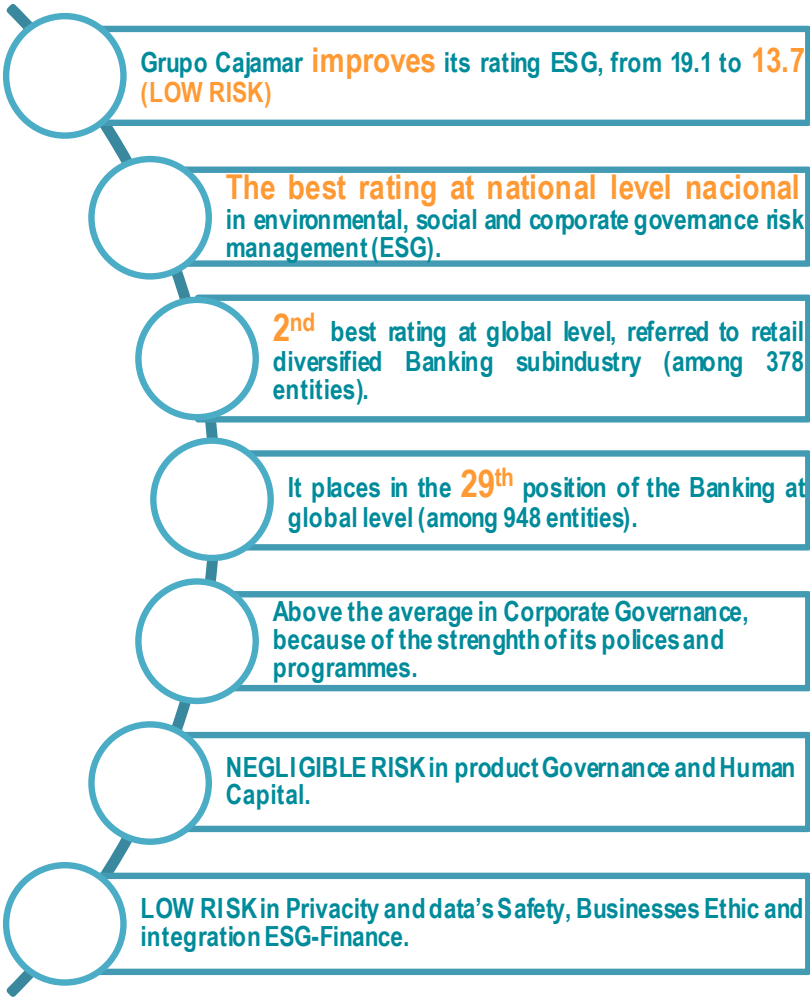 Grupo Cajamar improves its rating ESG, from 19.1 to 13.7
(LOW RISK)
The best rating at national level nacional
in environmental, social and corporate governance risk
management (ESG).
2nd best rating at global level, referred to retail
diversified Banking subindustry (among 378
entities).
It places in the 29th position of the Banking at
global level (among 948 entities).
Above the average in Corporate Governance,
because of the strenghth of its polices and
programmes.
NEGLIGIBLE RISK in product Governance and Human
Capital.
LOW RISK in Privacity and data's Safety, Businesses Ethic and
integration ESG-Finance.